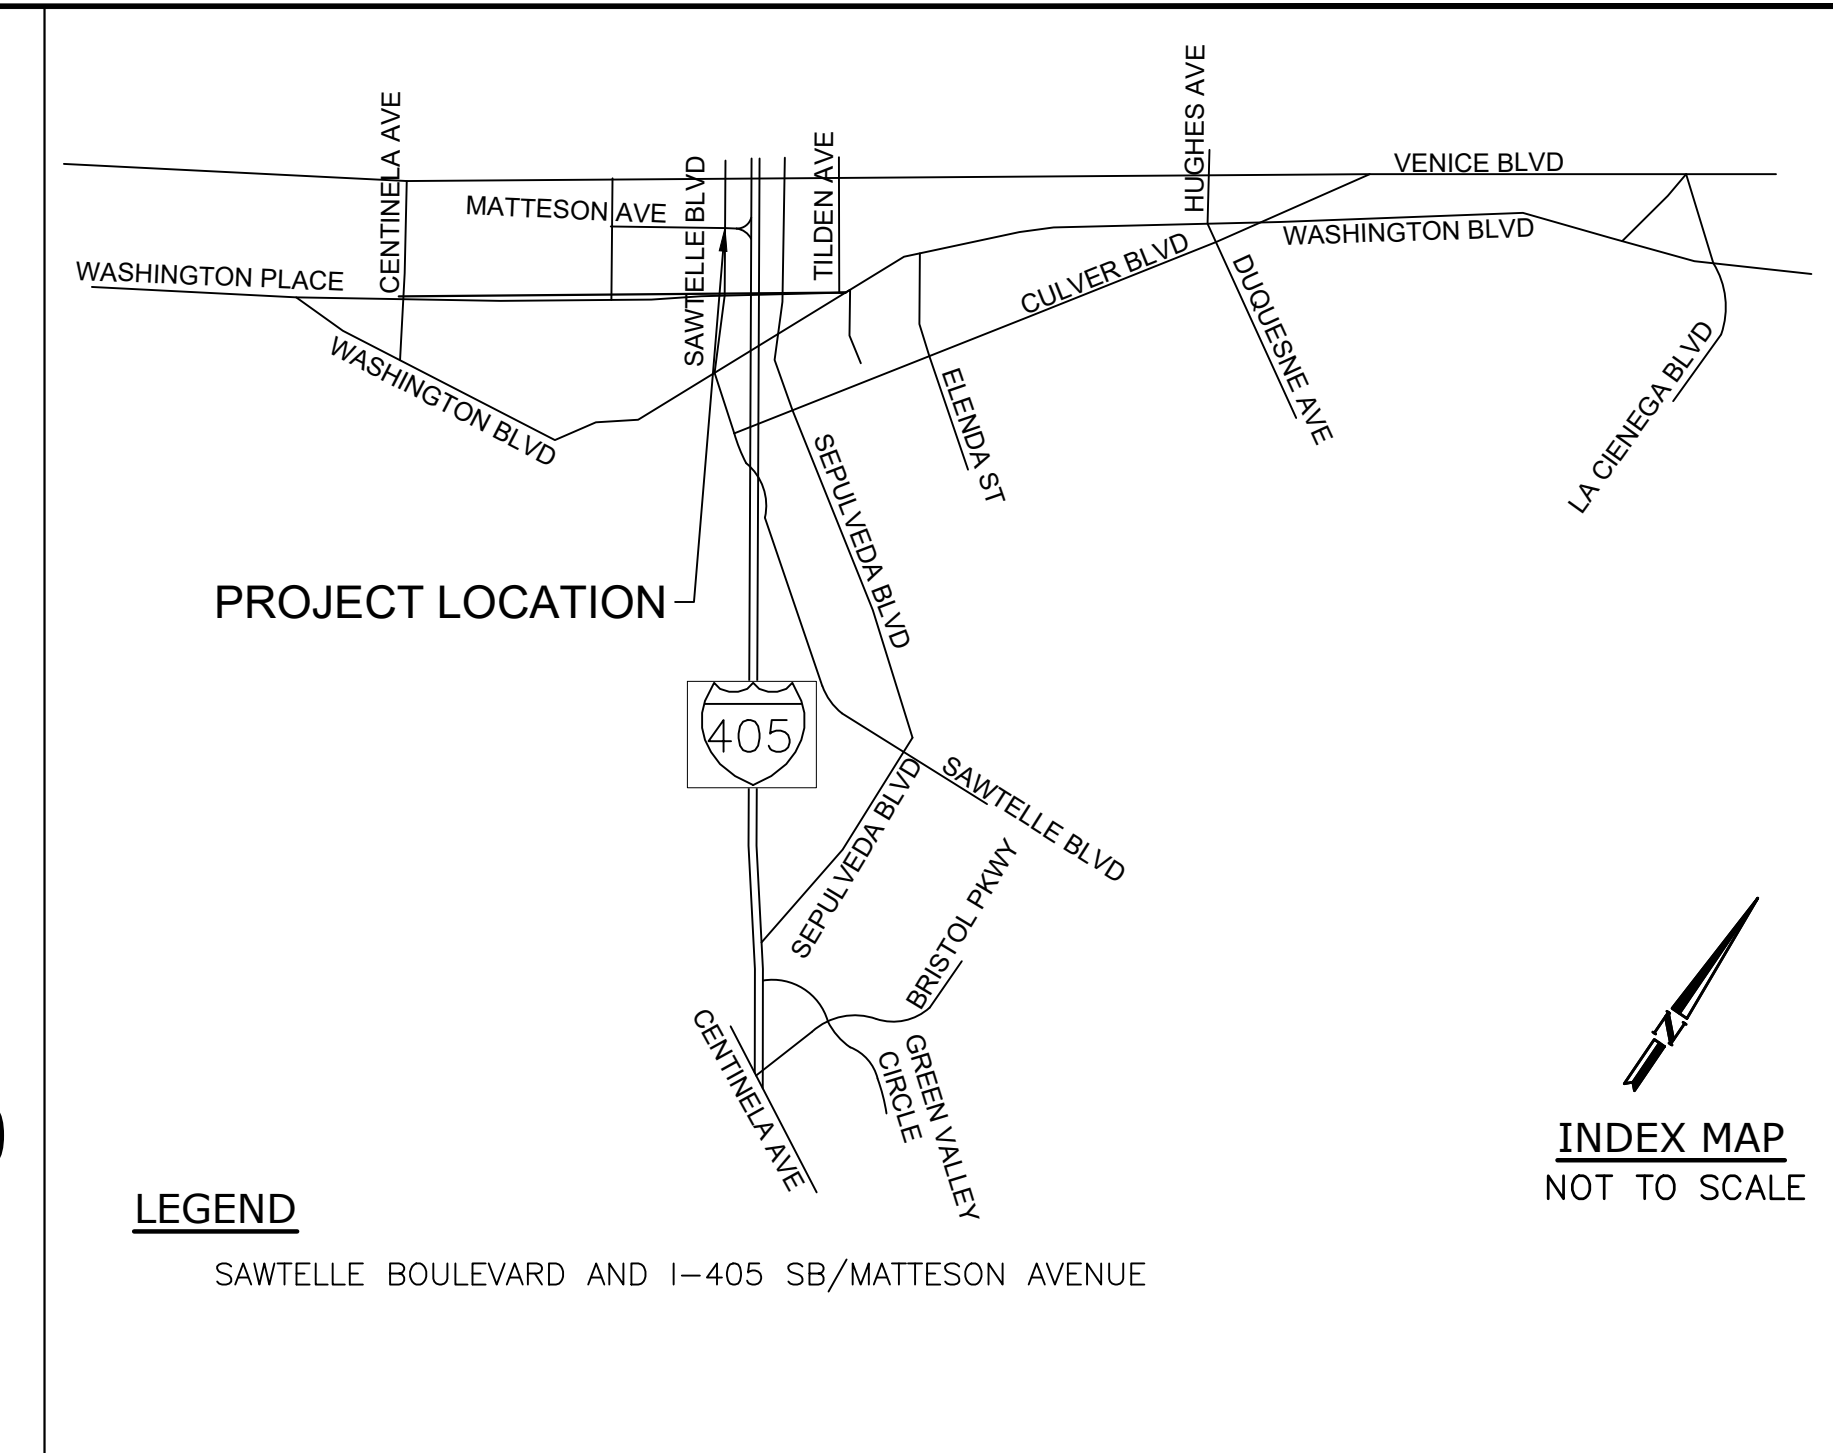 HUGHES AVE
CENTINELA AVE
TILDEN AVE
SAWTELLE BLVD
VENICE BLVD
MATTESON AVE
WASHINGTON BLVD
CULVER BLVD
WASHINGTON PLACE
DUQUESNE AVE
LA CIENEGA BLVD
WASHINGTON BLVD
ELENDA ST
SEPULVEDA BLVD
PROJECT LOCATION
405
SAWTELLE BLVD
SEPULVEDA BLVD
BRISTOL PKWY
CENTINELA AVE
GREEN VALLEY
CIRCLE
N
INDEX MAP
NOT TO SCALE
LEGEND
SAWTELLE BOULEVARD AND I-405 SB/MATTESON AVENUE